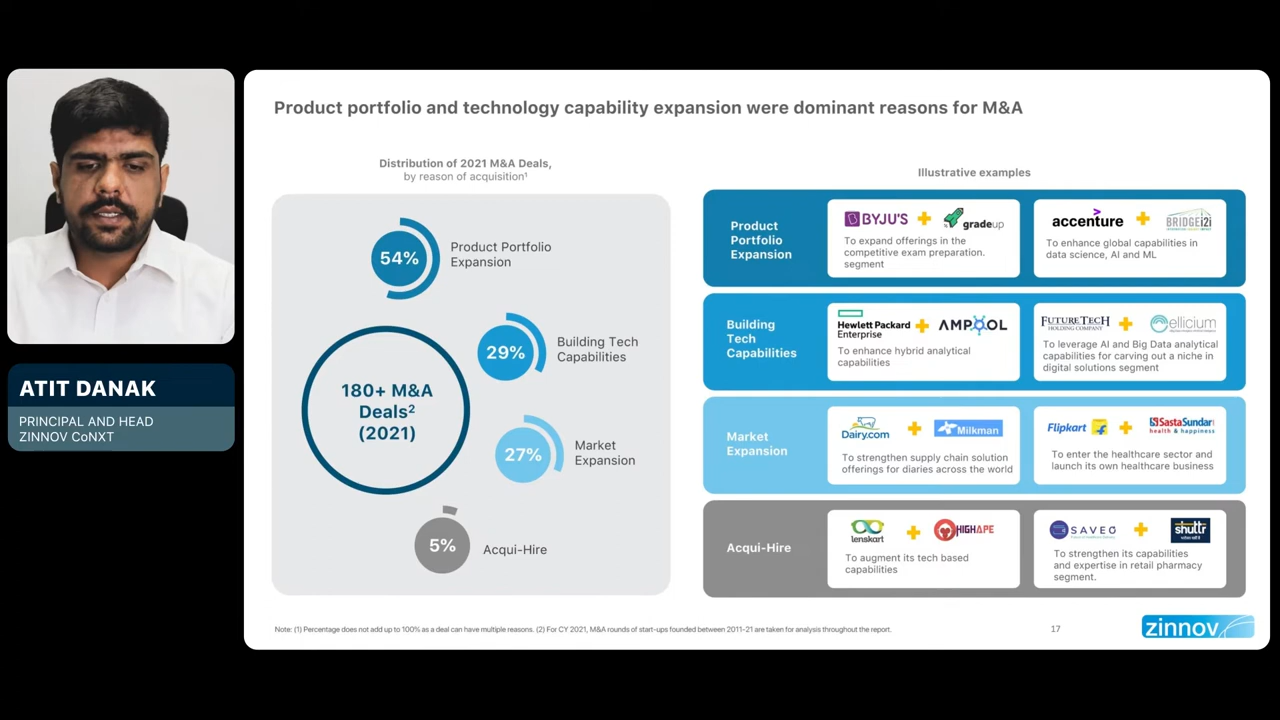 Product portfolio and technology capability expansion were dominant reasons for M&A
ATIT DANAK
PRINCIPAL AND HEAD
ZINNOV CoNXT
Distribution of 2021 M&A Deals,
by reason of acquisition¹
54%
Product Portfolio
Expansion
29%
Building Tech
Capabilities
180+ M&A
Deals²
(2021)
27%
Market
Expansion
5%
Acqui-Hire
Illustrative examples
Product
Portfolio
Expansion
BYJU'S
gradeup
To expand offerings in the
competitive exam preparation.
segment
accenture
BRIDGEi2i
To enhance global capabilities in
data science, AI and ML
Building
Tech
Capabilities
Hewlett Packard
Enterprise
AMPOOL
To enhance hybrid analytical
capabilities
FUTURETECH
HOLDING COMPANY
ellicium
To leverage AI and Big Data analytical
capabilities for carving out a niche in
digital solutions segment
Market
Expansion
Dairy.com
Milkman
To strengthen supply chain solution
offerings for diaries across the world
Flipkart
SastaSundar
health & happiness
To enter the healthcare sector and
launch its own healthcare business
Acqui-Hire
lenskart
HIGHAPE
To augment its tech based
capabilities
SAVEO
shuttr
To strengthen its capabilities
and expertise in retail pharmacy
segment.
Note: (1) Percentage does not add up to 100% as a deal can have multiple reasons. (2) For CY 2021, M&A rounds of start-ups founded between 2011-21 are taken for analysis throughout the report.
17
zinnov